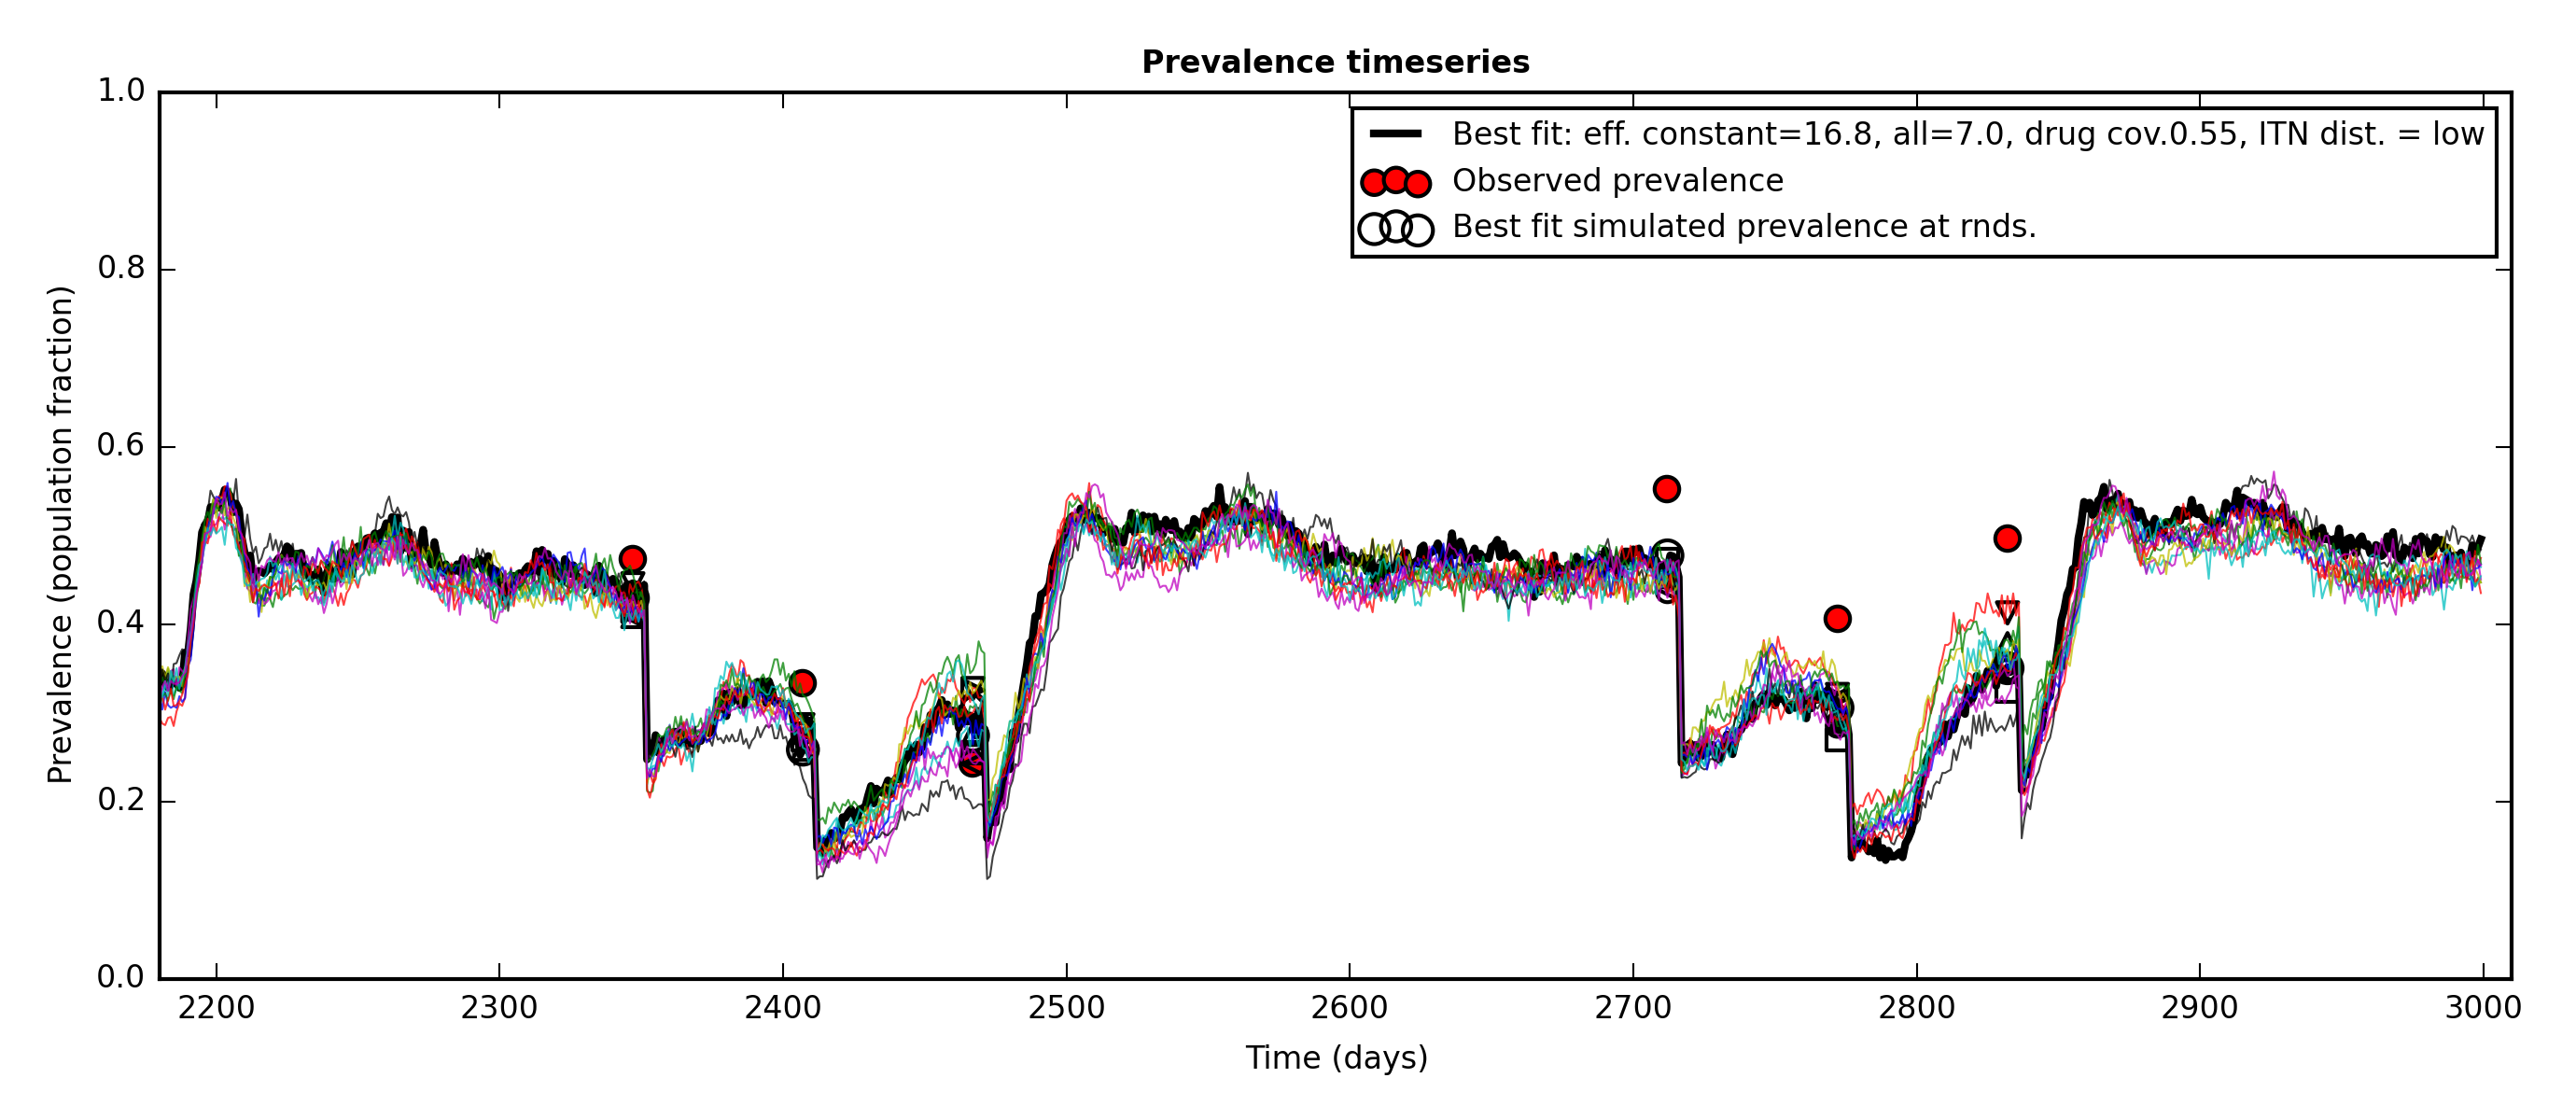 Prevalence timeseries
Best fit: eff. constant=16.8, all=7.0, drug cov.0.55, ITN dist. = low
Observed prevalence
Best fit simulated prevalence at rnds.
Prevalence (population fraction)
1.0
0.8
0.6
0.4
0.2
0.0
2200 2300 2400 2500 2600 2700 2800 2900 3000
Time (days)